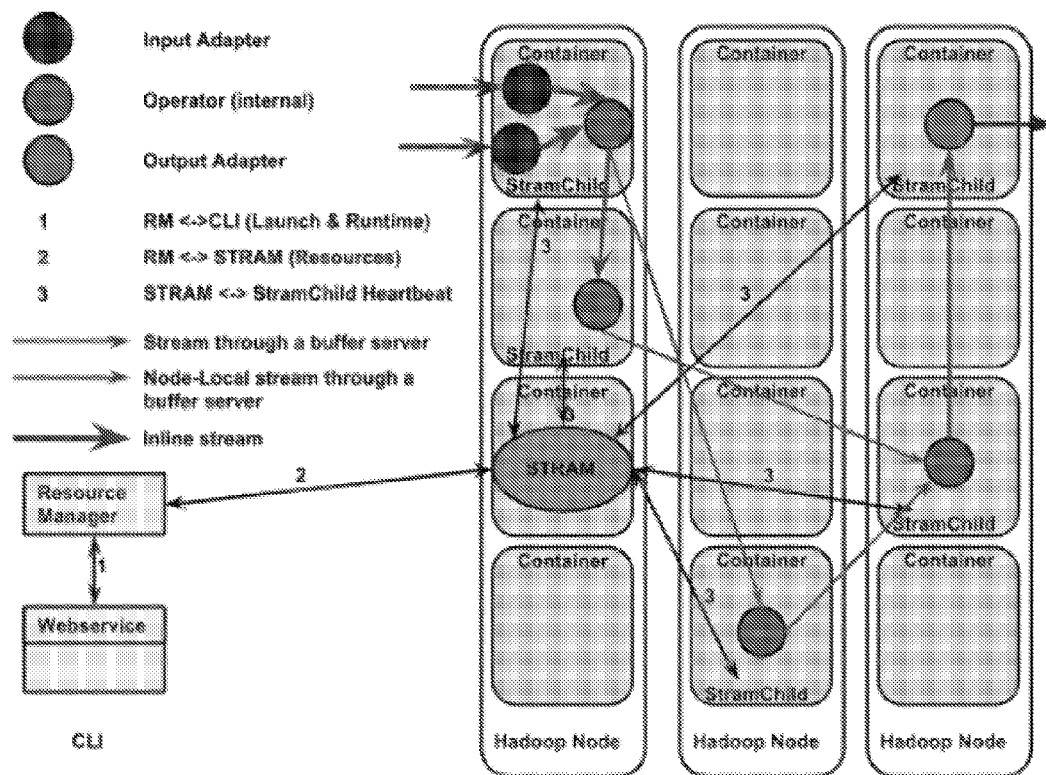 Input Adapter
Operator (internal)
Output Adapter
1 RM <->CLI (Launch & Runtime)
2 RM <-> STRAM (Resources)
3 STRAM <-> StramChild Heartbeat
Stream through a buffer server
Node-Local stream through a
buffer server
Inline stream
Resource
Manager
2
1
Webservice
CLI
Container
StramChild
Container
3
StramChild
Container
3
STRAM
Container
Hadoop Node
Container
Container
Container
Container
3
StramChild
Hadoop Node
Container
StramChild
3
Container
Container
3
StramChild
Container
Hadoop Node